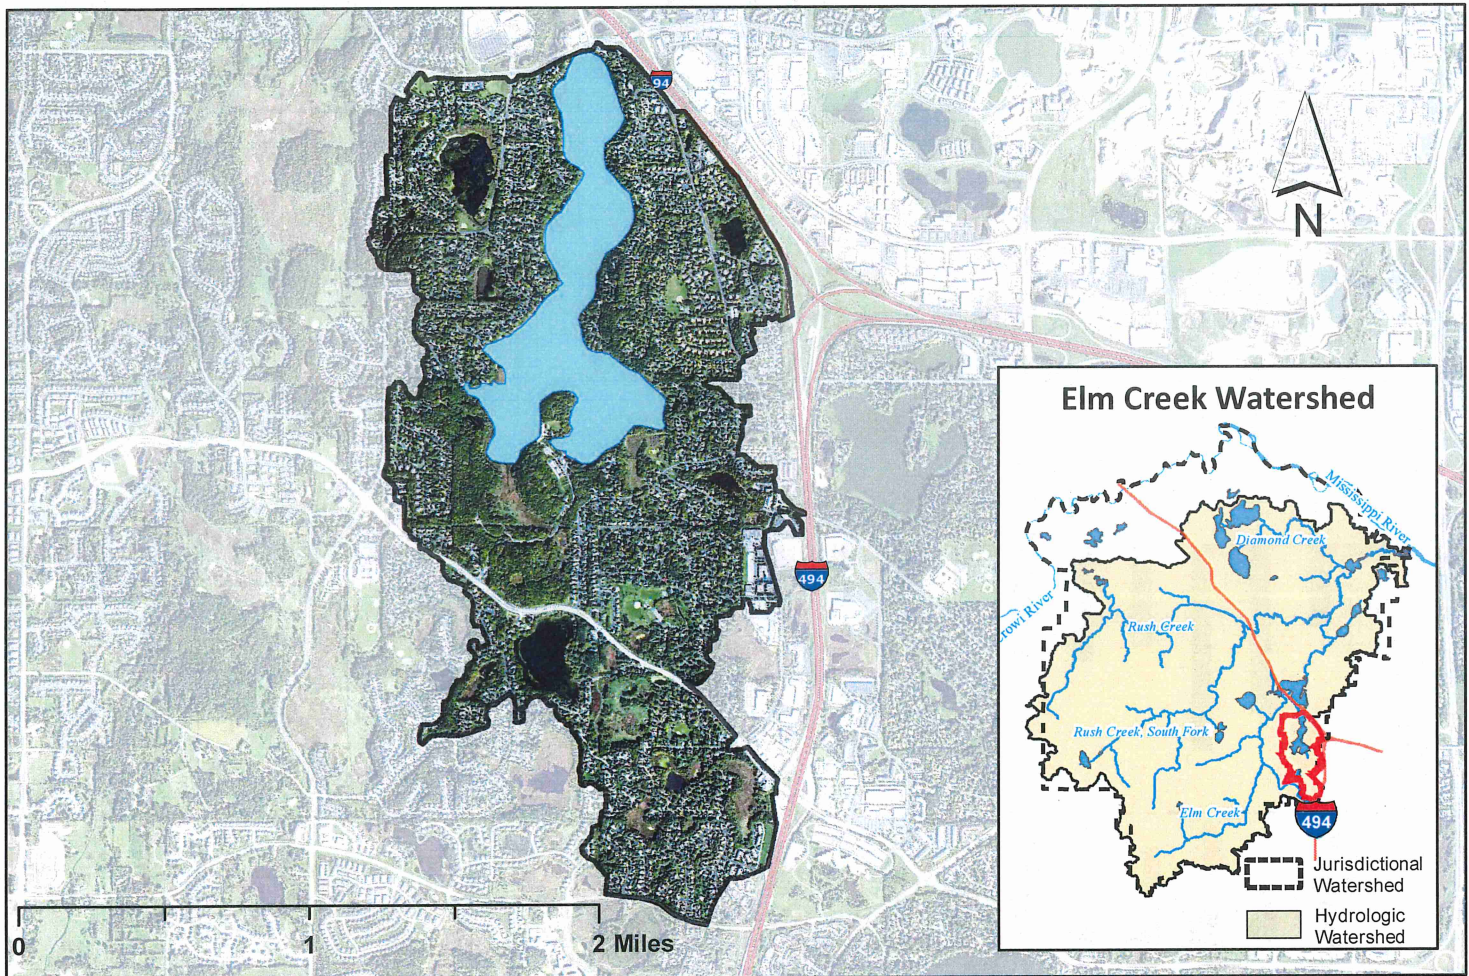 94
N
494
0
1
2 Miles
Elm Creek Watershed
Mississippi River
Diamond Creek
Crowi River
Rush Creek
Rush Creek, South Fork
Elm Creek
494
Jurisdictional
Watershed
Hydrologic
Watershed